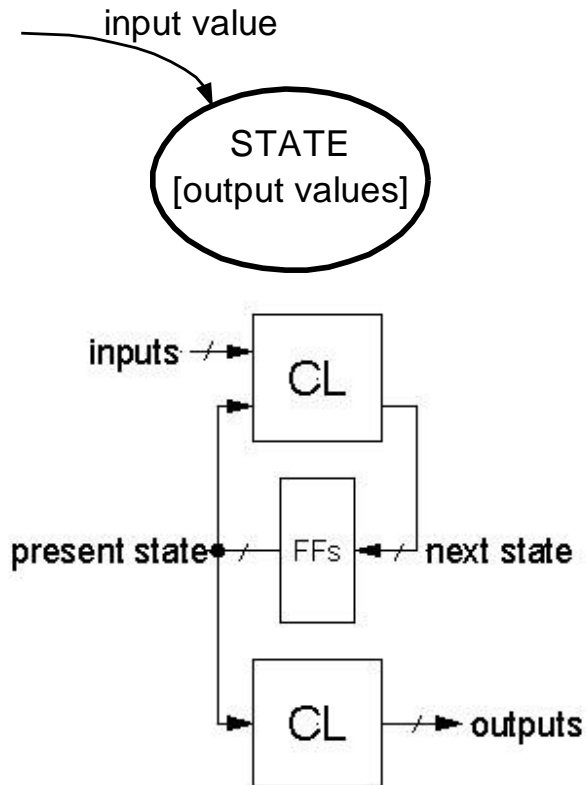 input value
STATE
[output values]
inputs
CL
present state
FFs
next state
CL
outputs